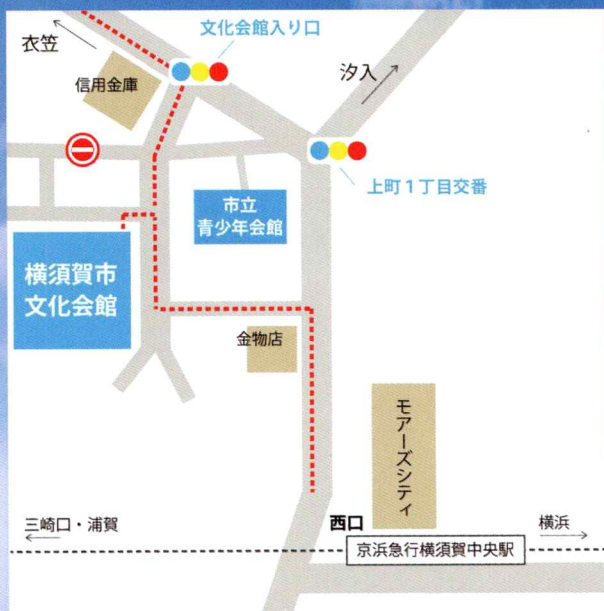 文化会館入り口
衣笠
信用金庫
汐入
上町1丁目交番
市立
青少年会館
横須賀市
文化会館
金物店
モアーズシティ
三崎口・浦賀
西口
横浜
京浜急行横須賀中央駅